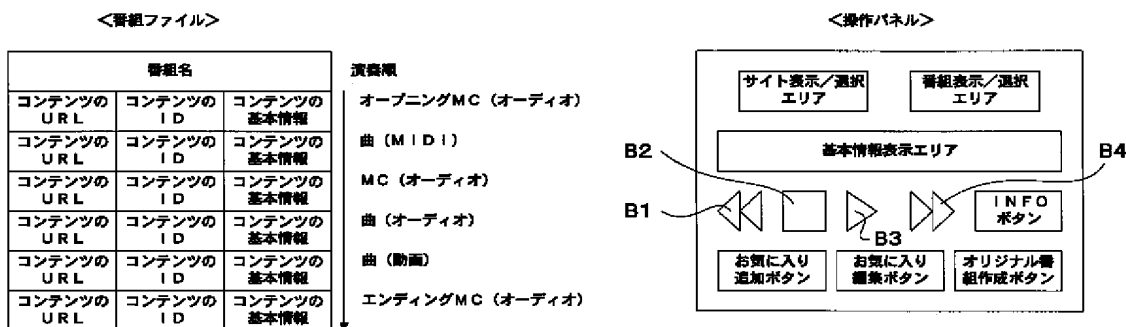 <番組ファイル>
番組名
演奏順
コンテンツの
URL
コンテンツの
ID
コンテンツの
基本情報
オープニングMC(オーディオ)
コンテンツの
URL
コンテンツの
ID
コンテンツの
基本情報
曲(MIDI)
コンテンツの
URL
コンテンツの
ID
コンテンツの
基本情報
MC(オーディオ)
コンテンツの
URL
コンテンツの
ID
コンテンツの
基本情報
曲(オーディオ)
コンテンツの
URL
コンテンツの
ID
コンテンツの
基本情報
曲(動画)
コンテンツの
URL
コンテンツの
ID
コンテンツの
基本情報
エンディングMC(オーディオ)
<操作パネル>
サイト表示/選択
エリア
番組表示/選択
エリア
基本情報表示エリア
B2
B4
B1
B3
INFO
ボタン
お気に入り
追加ボタン
お気に入り
編集ボタン
オリジナル番
組作成ボタン